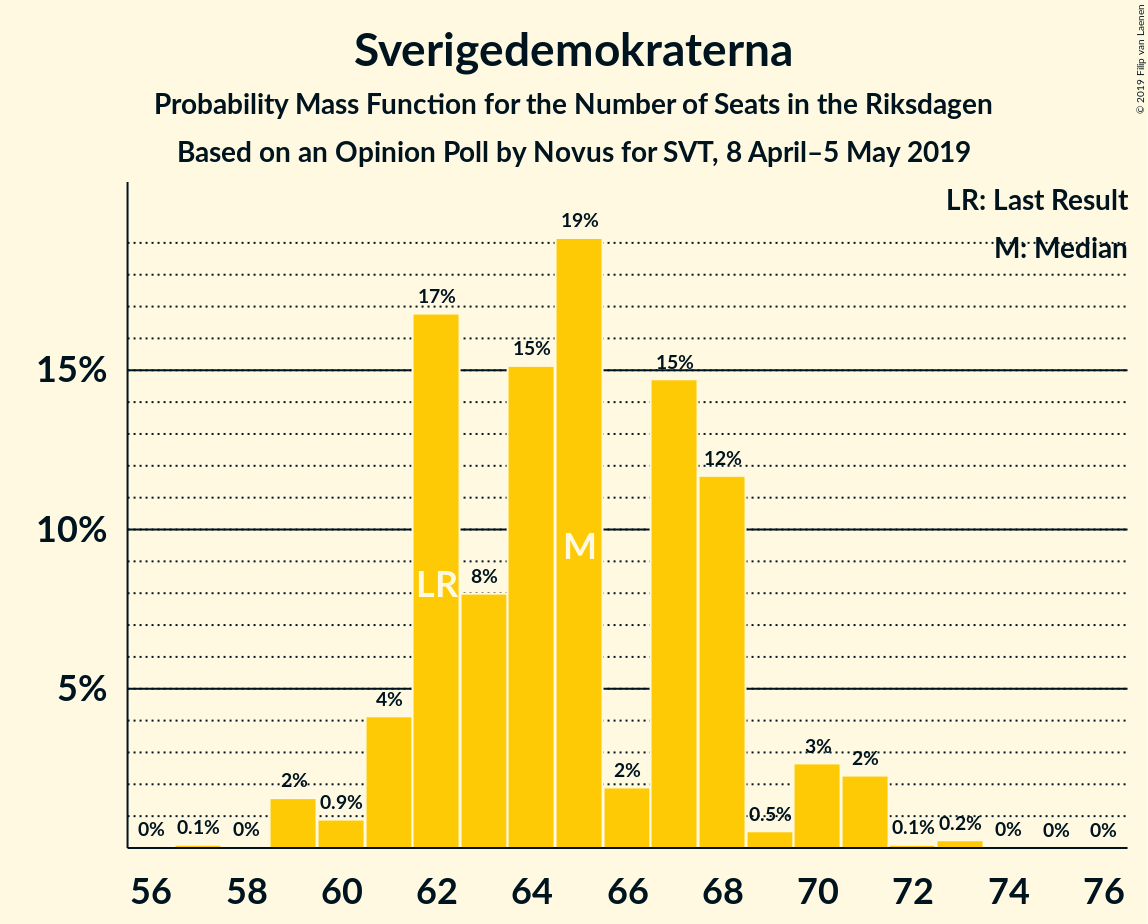 Sverigedemokraterna
Probability Mass Function for the Number of Seats in the Riksdagen
Based on an Opinion Poll by Novus for SVT, 8 April–5 May 2019
© 2019 Filip van Laenen
LR: Last Result
M: Median
15%
10%
5%
0% 0.1% 0% 2% 0.9% 4% 17% 8% 15% 19% 2% 15% 12% 0.5% 3% 2% 0.1% 0.2% 0% 0% 0%
LR M
56 58 60 62 64 66 68 70 72 74 76